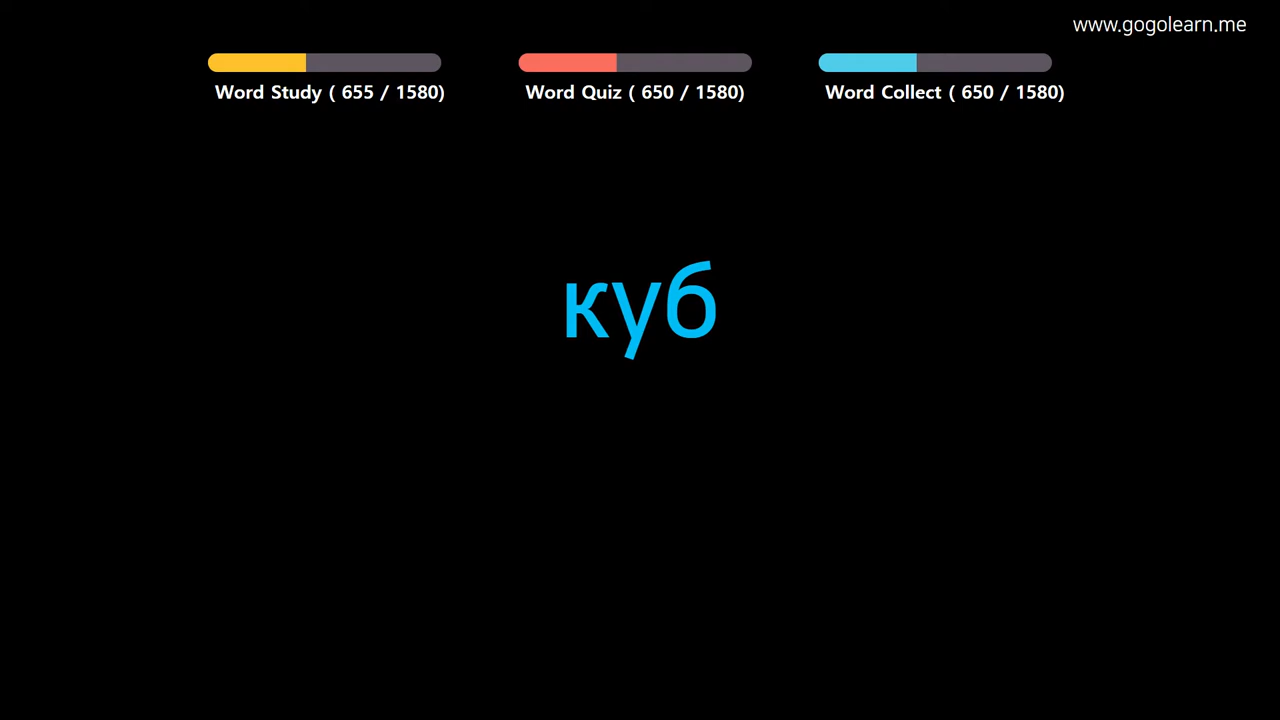 www.gogolearn.me
Word Study ( 655 / 1580)
Word Quiz ( 650 / 1580)
Word Collect ( 650 / 1580)
куб